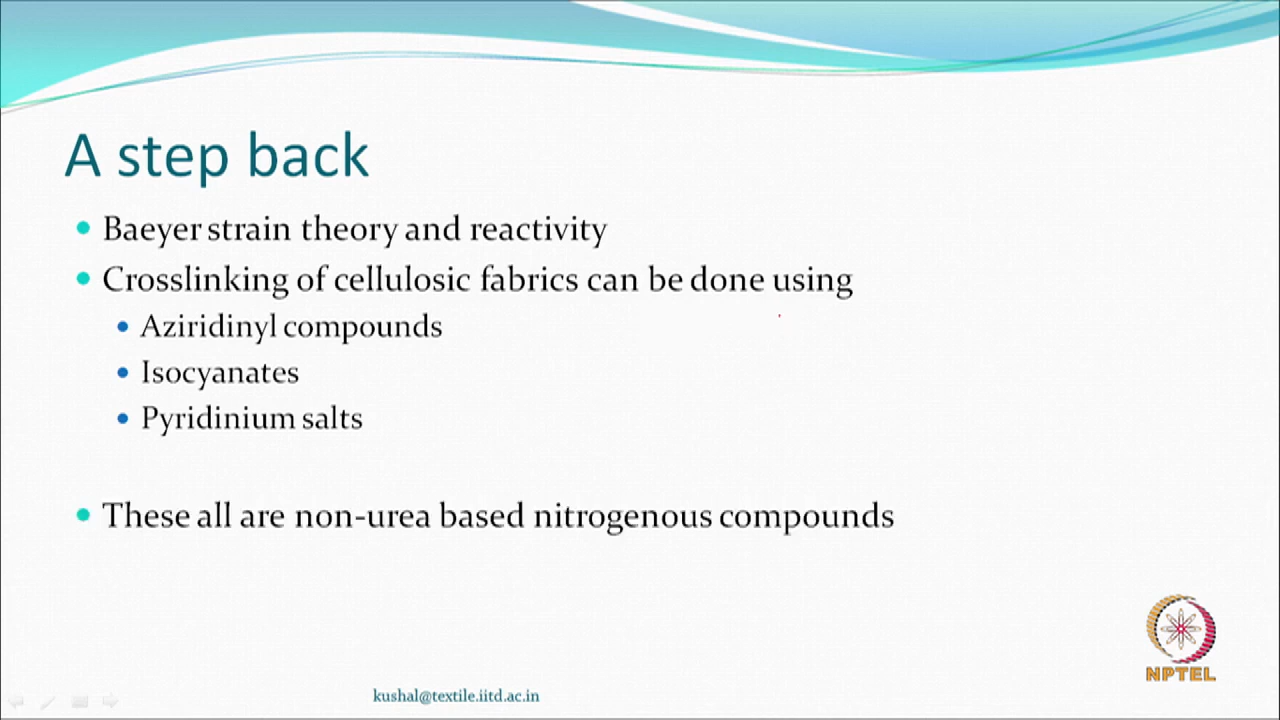 A step back
Baeyer strain theory and reactivity
Crosslinking of cellulosic fabrics can be done using
Aziridinyl compounds
Isocyanates
Pyridinium salts
These all are non-urea based nitrogenous compounds
NPTEL
kushal@textile.iitd.ac.in